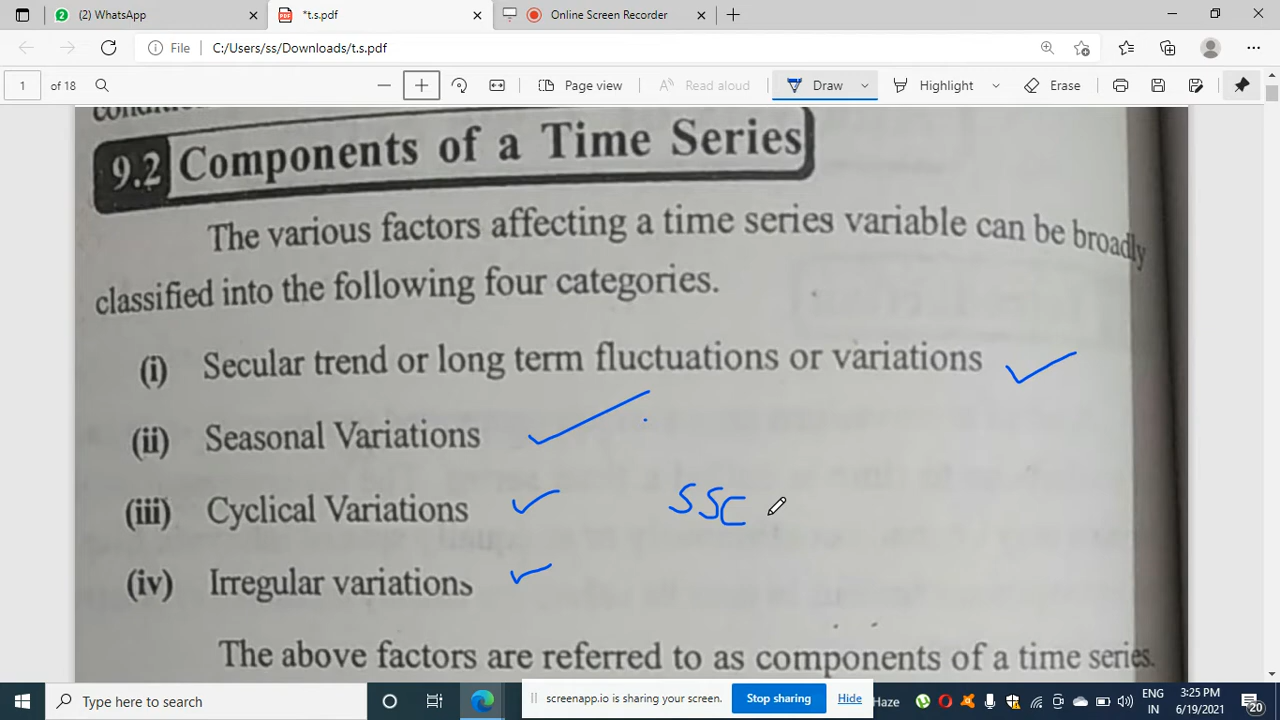 (2) WhatsApp
*t.s.pdf
Online Screen Recorder
File C:/Users/ss/Downloads/t.s.pdf
1 of 18
Page view
Read aloud
Draw
Highlight
Erase
9.2 Components of a Time Series
The various factors affecting a time series variable can be broadly
classified into the following four categories.
(i) Secular trend or long term fluctuations or variations
(ii) Seasonal Variations
(iii) Cyclical Variations
SSC
(iv) Irregular variations
The above factors are referred to as components of a time series.
Type here to search
screenapp.io is sharing your screen.
Stop sharing
Hide
Haze
ENG
IN
3:25 PM
6/19/2021
20